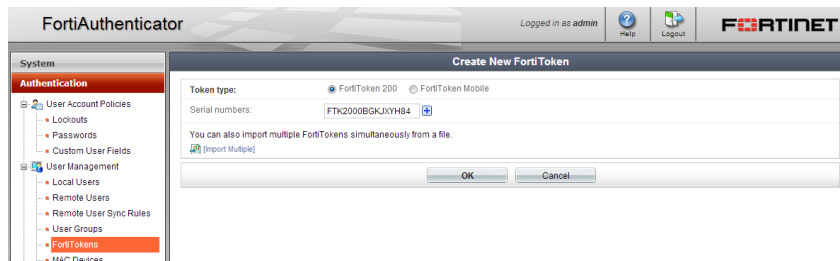 FortiAuthenticator
Logged in as admin
Help
Logout
FORTINET
System
Authentication
User Account Policies
Lockouts
Passwords
Custom User Fields
User Management
Local Users
Remote Users
Remote User Sync Rules
User Groups
FortiTokens
MAC Devices
Create New FortiToken
Token type:
FortiToken 200 FortiToken Mobile
Serial numbers:
FTK2000BGKJXYH84
You can also import multiple FortiTokens simultaneously from a file.
[Import Multiple]
OK Cancel